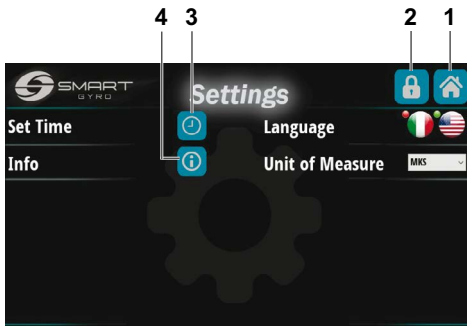 4 3 2 1
SMART
GYRO
Settings
Set Time
Language
Info
Unit of Measure
MKS